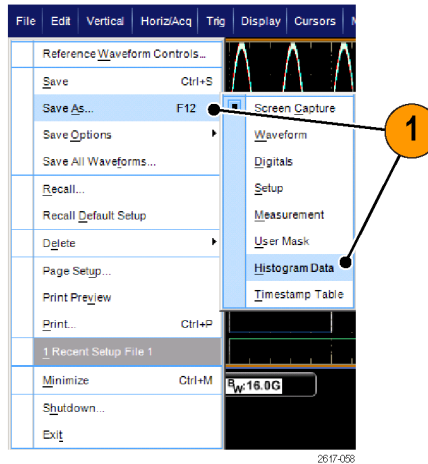 File Edit Vertical Horiz/Acq Trig Display Cursors
Reference Waveform Controls...
Save Ctrl+S
Save As... F12
Save Options
Save All Waveforms...
Recall...
Recall Default Setup
Delete
Page Setup...
Print Preview
Print... Ctrl+P
1 Recent Setup File 1
Minimize Ctrl+M
Shutdown...
Exit
Screen Capture
Waveform
Digitals
Setup
Measurement
User Mask
Histogram Data
Timestamp Table
1
BW:16.0G
2617-058